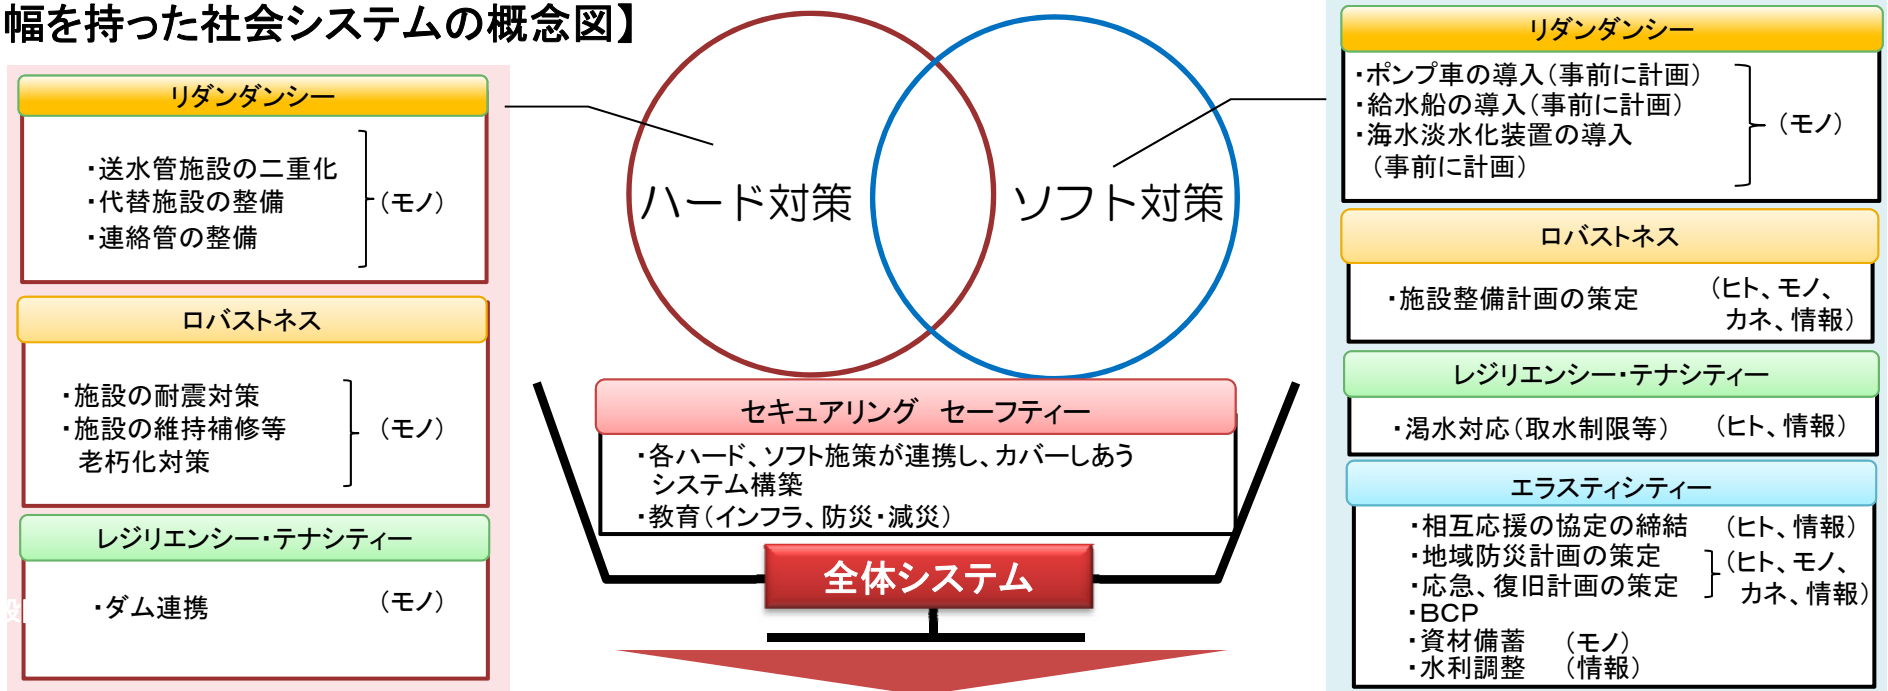 幅を持った社会システムの概念図】
リダンダンシー
・送水管施設の二重化
・代替施設の整備
・連絡管の整備
(モノ)
ロバストネス
・施設の耐震対策
・施設の維持補修等
老朽化対策
(モノ)
レジリエンシー・テナシティー
・ダム連携
(モノ)
ハード対策
ソフト対策
セキュアリング　セーフティー
・各ハード、ソフト施策が連携し、カバーしあう
システム構築
・教育(インフラ、防災・減災)
全体システム
リダンダンシー
・ポンプ車の導入(事前に計画)
・給水船の導入(事前に計画)
・海水淡水化装置の導入
(事前に計画)
(モノ)
ロバストネス
・施設整備計画の策定
(ヒト、モノ、
カネ、情報)
レジリエンシー・テナシティー
・渇水対応(取水制限等)　(ヒト、情報)
エラスティシティー
・相互応援の協定の締結　(ヒト、情報)
・地域防災計画の策定
・応急、復旧計画の策定
(ヒト、モノ、
カネ、情報)
・BCP
・資材備蓄　(モノ)
・水利調整　(情報)